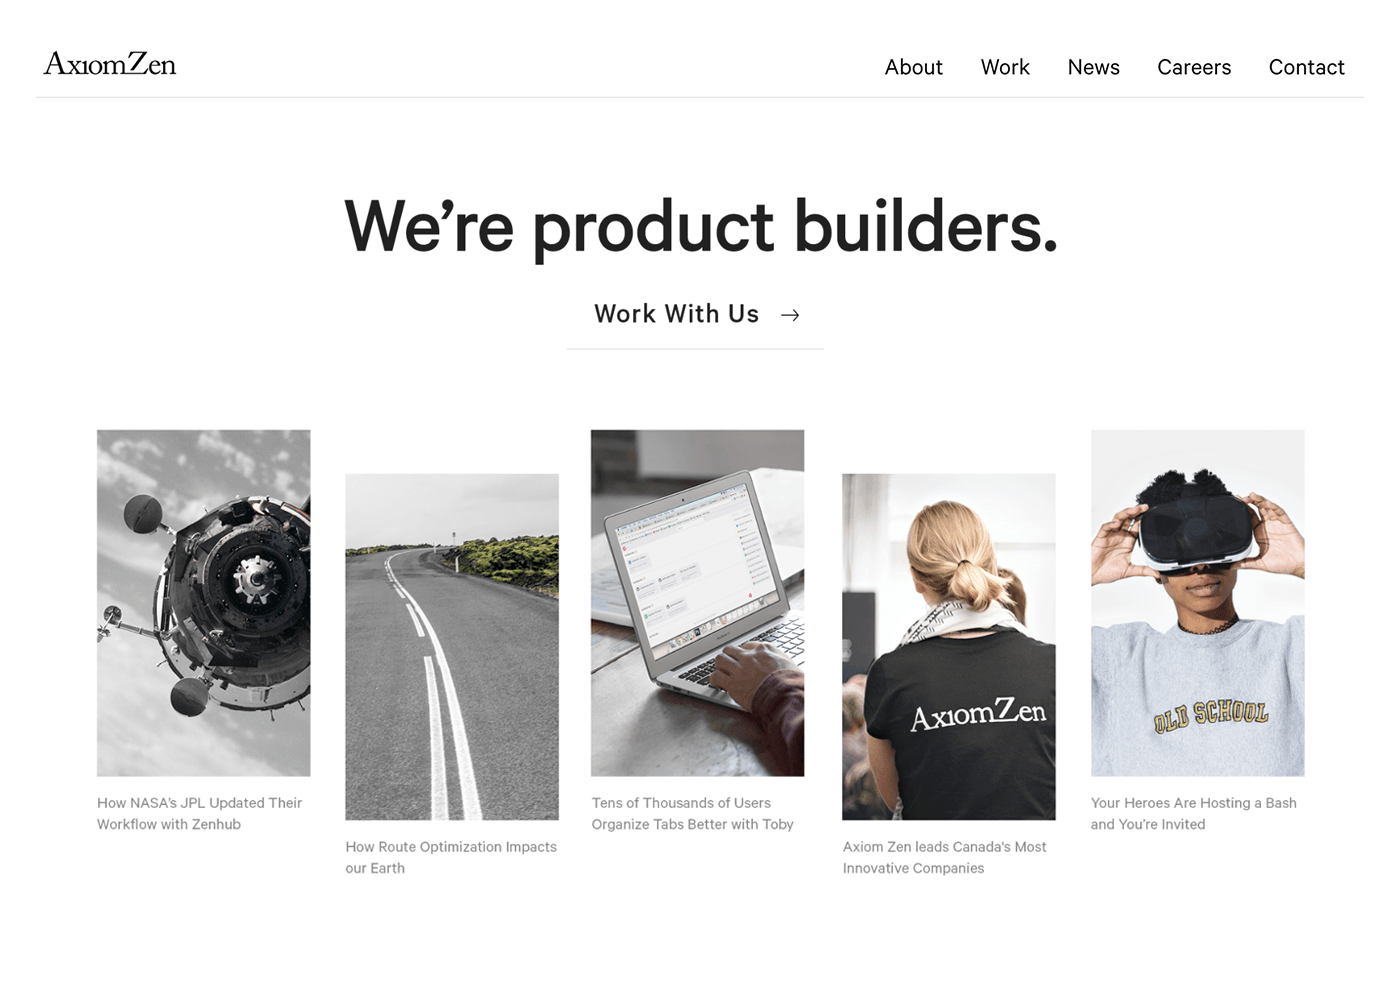 AxiomZen
About Work News Careers Contact
We’re product builders.
Work With Us →
AxiomZen
OLD SCHOOL
How NASA’s JPL Updated Their
Workflow with Zenhub
How Route Optimization Impacts
our Earth
Tens of Thousands of Users
Organize Tabs Better with Toby
Axiom Zen leads Canada's Most
Innovative Companies
Your Heroes Are Hosting a Bash
and You’re Invited